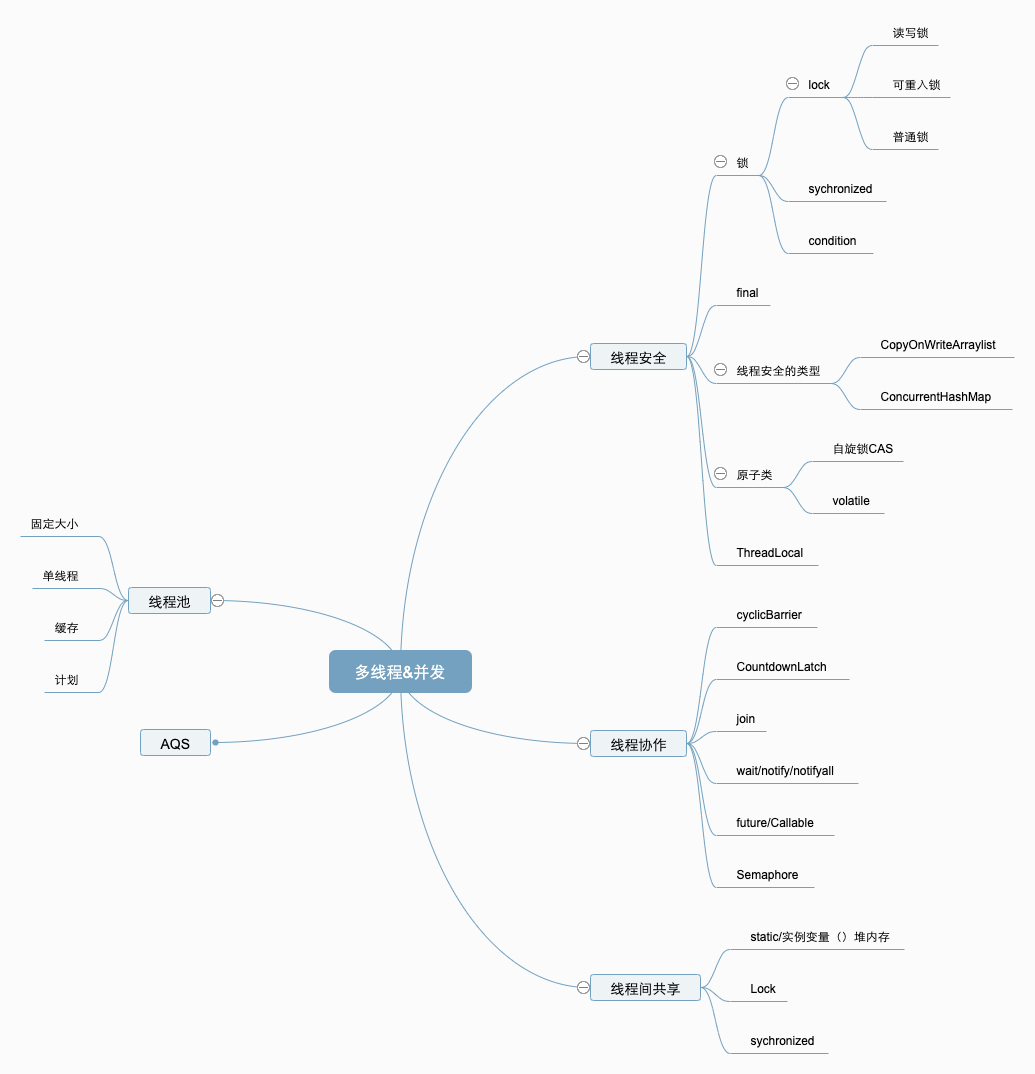 多线程&并发
线程安全
锁
lock
读写锁
可重入锁
普通锁
sychronized
condition
final
线程安全的类型
CopyOnWriteArraylist
ConcurrentHashMap
原子类
自旋锁CAS
volatile
ThreadLocal
线程协作
cyclicBarrier
CountdownLatch
join
wait/notify/notifyall
future/Callable
Semaphore
线程间共享
static/实例变量（）堆内存
Lock
sychronized
线程池
固定大小
单线程
缓存
计划
AQS